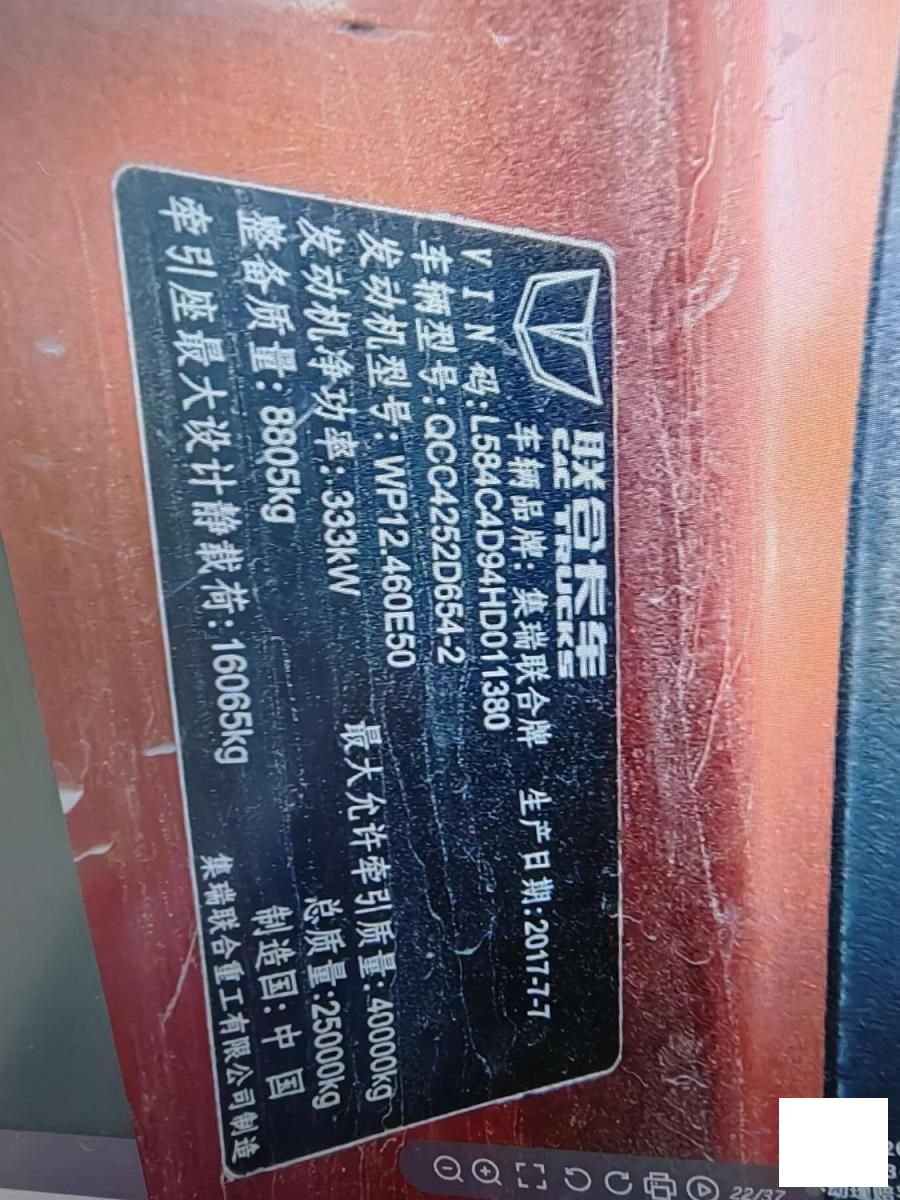 联合卡车
CAC TRUCKS
车辆品牌:集瑞联合牌 生产日期:2017-7-7
VIN码:L584C4D94HD011380
车辆型号:QCC4252D654-2
发动机型号:WP12.460E50 最大允许牵引质量:40000kg
发动机净功率:333kW 总质量:25000kg
整备质量:8805kg 制造国:中国
牵引座最大设计静载荷:16065kg 集瑞联合重工有限公司制造
22/37